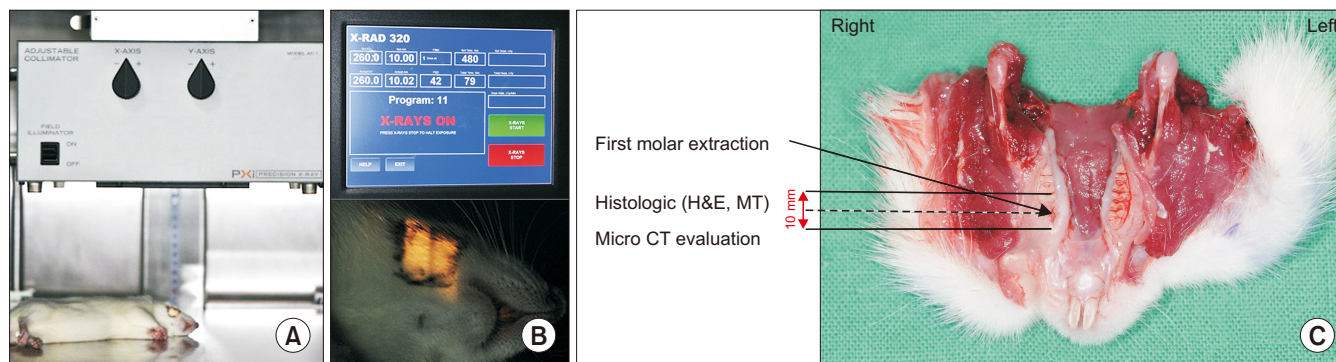 ADJUSTABLE
COLLIMATOR
X-AXIS
Y-AXIS
− +
− +
FIELD
ILLUMINATOR
ON
OFF
PXi PRECISION X-RAY
A
X-RAD 320
260.0 10.00 480
260.0 10.02 42 79
Program: 11
X-RAYS ON
PRESS X-RAYS STOP TO HALT EXPOSURE
X-RAYS
START
X-RAYS
STOP
HELP EXIT
B
Right
Left
First molar extraction
Histologic (H&E, MT)
10 mm
Micro CT evaluation
C